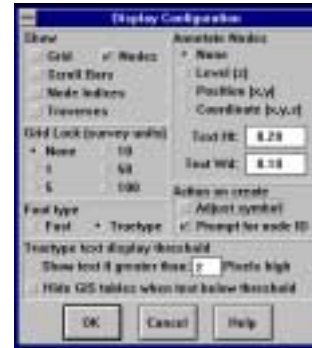 Display Configuration
Show
Grid Nodes
Scroll Bars
Node Indices
Traverses
Annotate Nodes
None
Level (z)
Position (x,y)
Coordinate (x,y,z)
Grid Lock (survey units)
None 10
1 50
5 100
Text Ht: 0.20
Text Wid: 0.10
Font type
Fast Truetype
Action on create
Adjust symbol
Prompt for node ID
Truetype text display threshold
Show text if greater than Pixels high
Hide GIS tables when text below threshold
OK Cancel Help